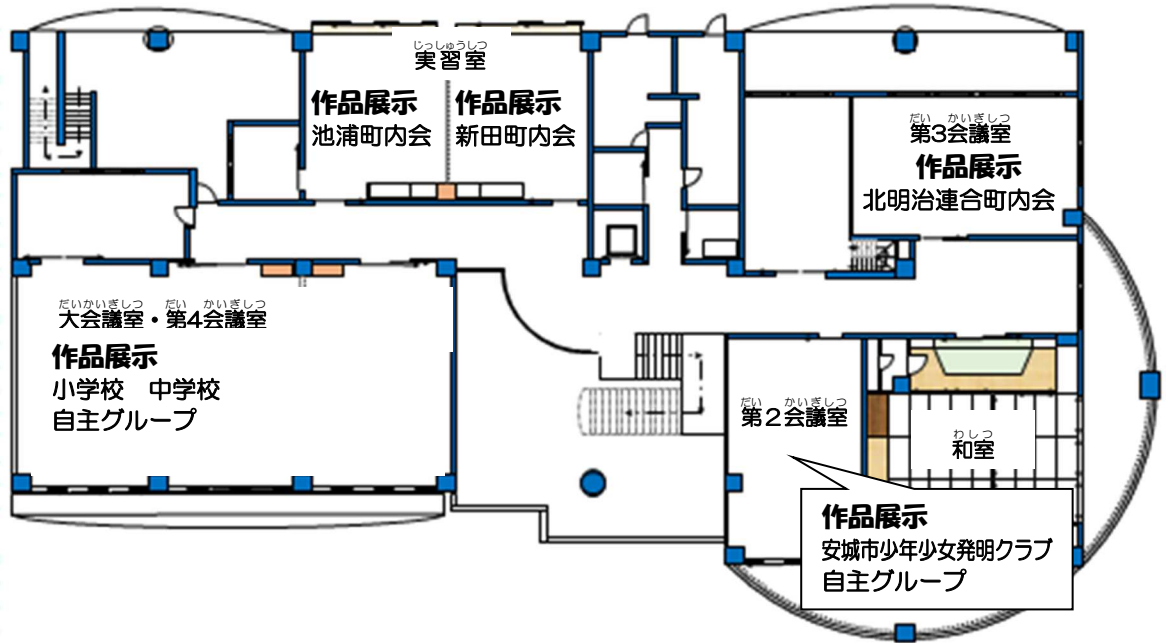 じっしゅうしつ
実習室
作品展示
池浦町内会
作品展示
新田町内会
だい かいぎしつ
第3会議室
作品展示
北明治連合町内会
だいかいぎしつ だい かいぎしつ
大会議室・第4会議室
作品展示
小学校 中学校
自主グループ
だい かいぎしつ
第2会議室
わしつ
和室
作品展示
安城市少年少女発明クラブ
自主グループ